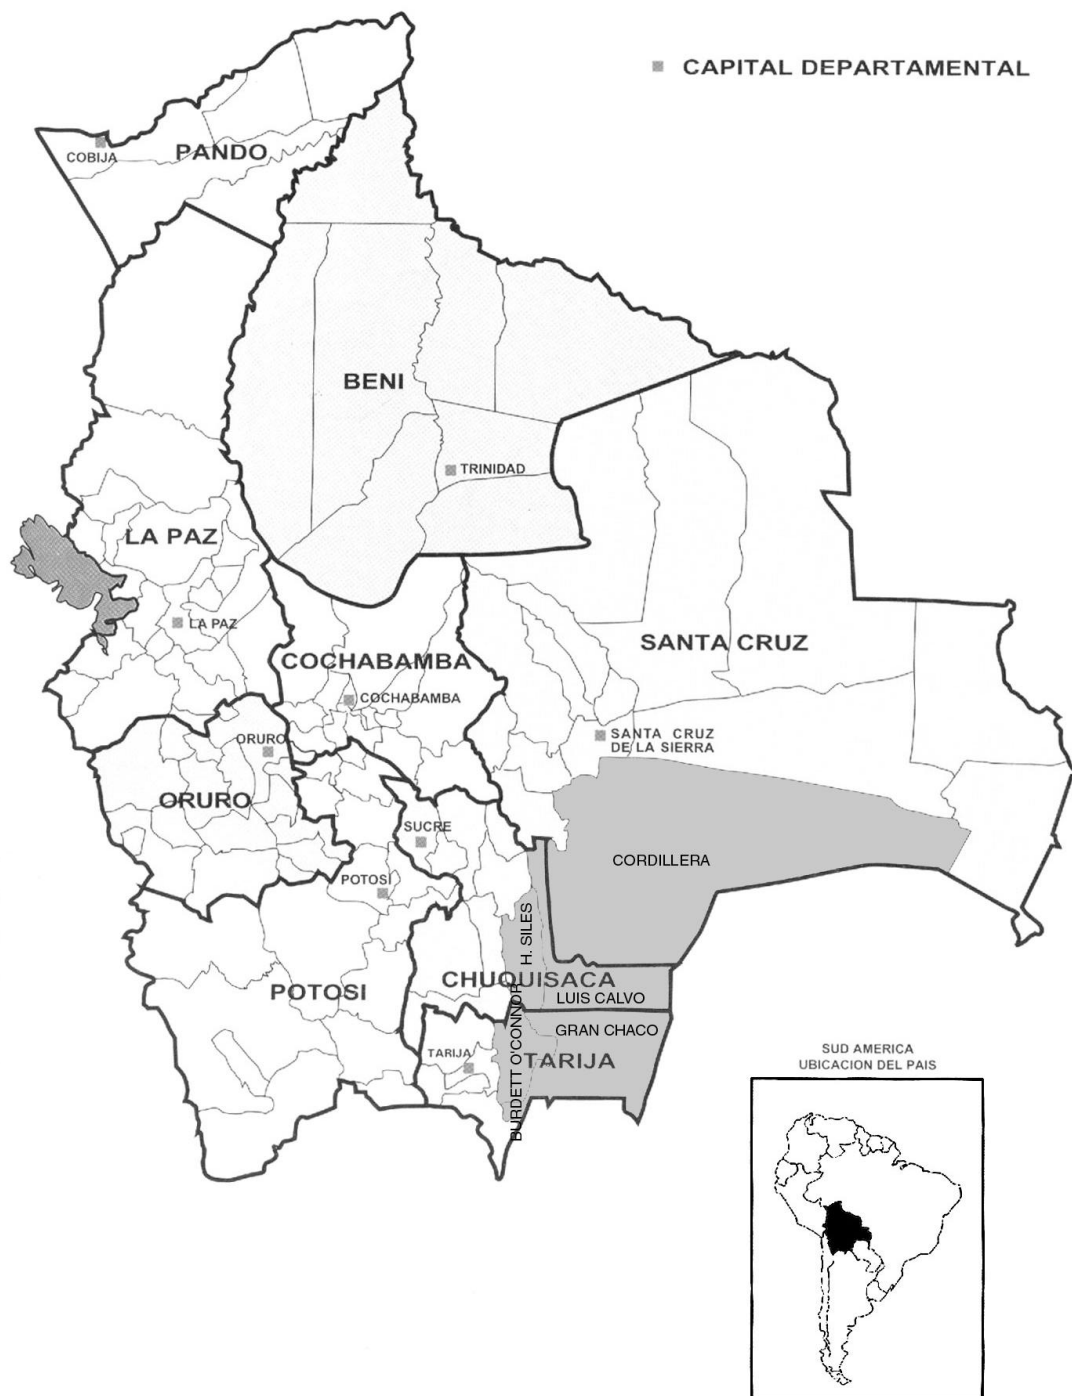 CAPITAL DEPARTAMENTAL
COBIJA
PANDO
BENI
TRINIDAD
LA PAZ
LA PAZ
SANTA CRUZ
COCHABAMBA
COCHABAMBA
ORURO
SANTA CRUZ
DE LA SIERRA
ORURO
SUCRE
CORDILLERA
POTOSI
H. SILES
CHUQUISACA
POTOSI
LUIS CALVO
GRAN CHACO
BURDETT O'CONNOR
TARIJA
TARIJA
SUD AMERICA
UBICACION DEL PAIS